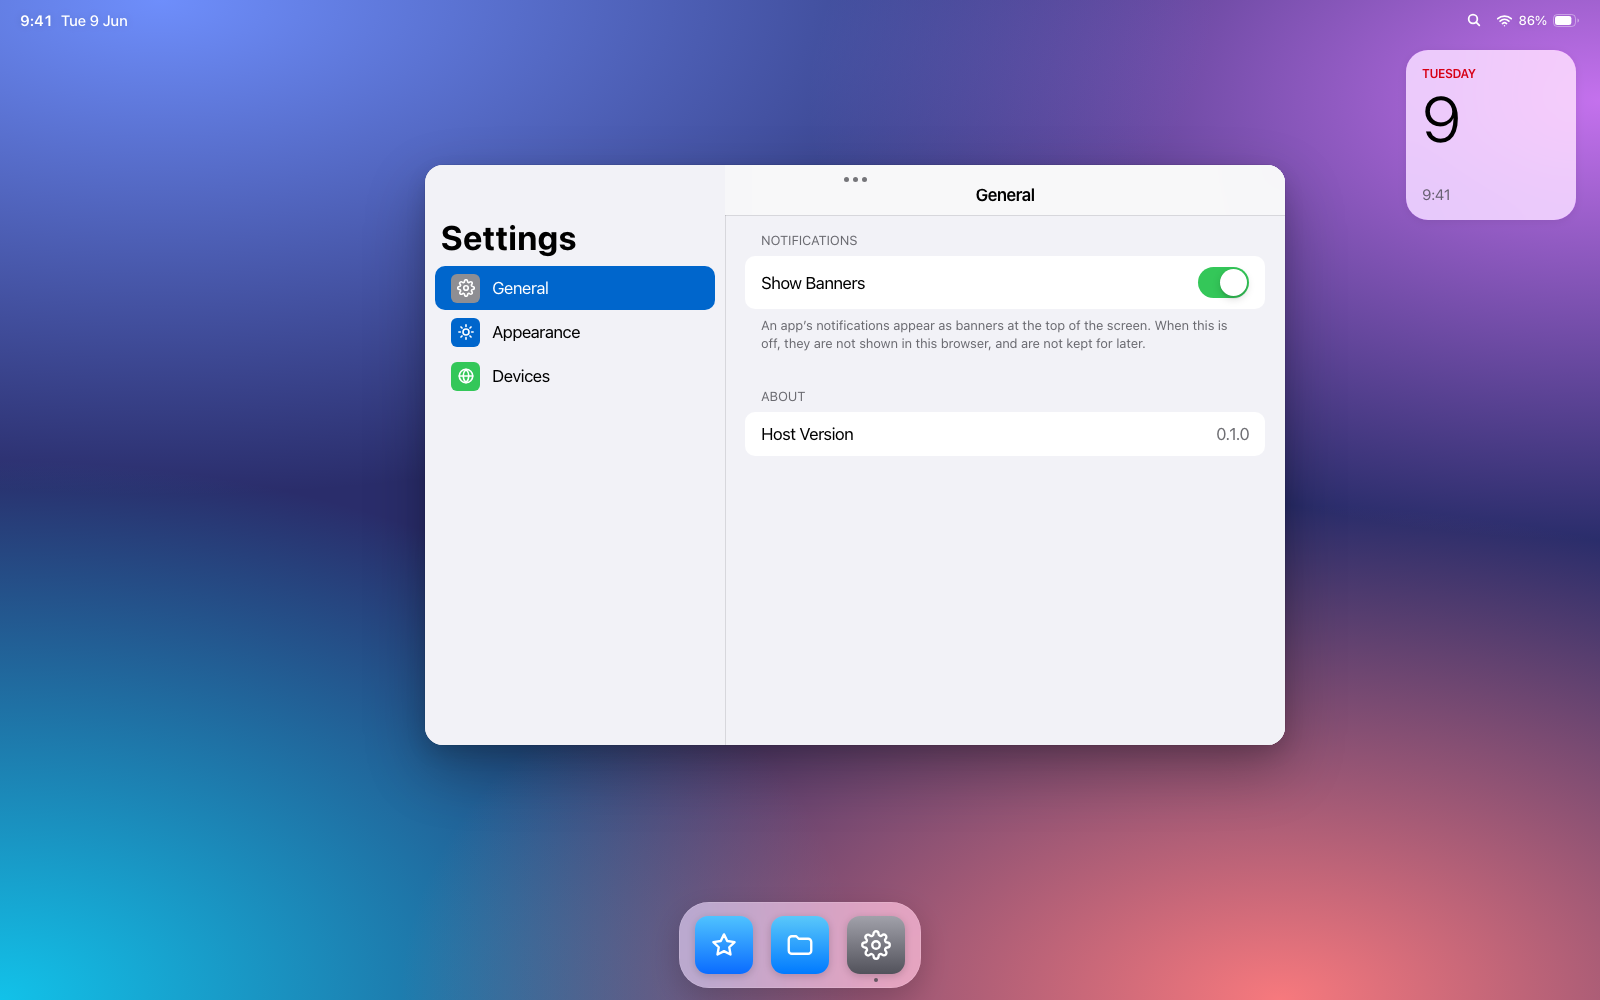 9:41 Tue 9 Jun
86%
TUESDAY
9
9:41
General
Settings
General
Appearance
Devices
NOTIFICATIONS
Show Banners
An app's notifications appear as banners at the top of the screen. When this is
off, they are not shown in this browser, and are not kept for later.
ABOUT
Host Version 0.1.0